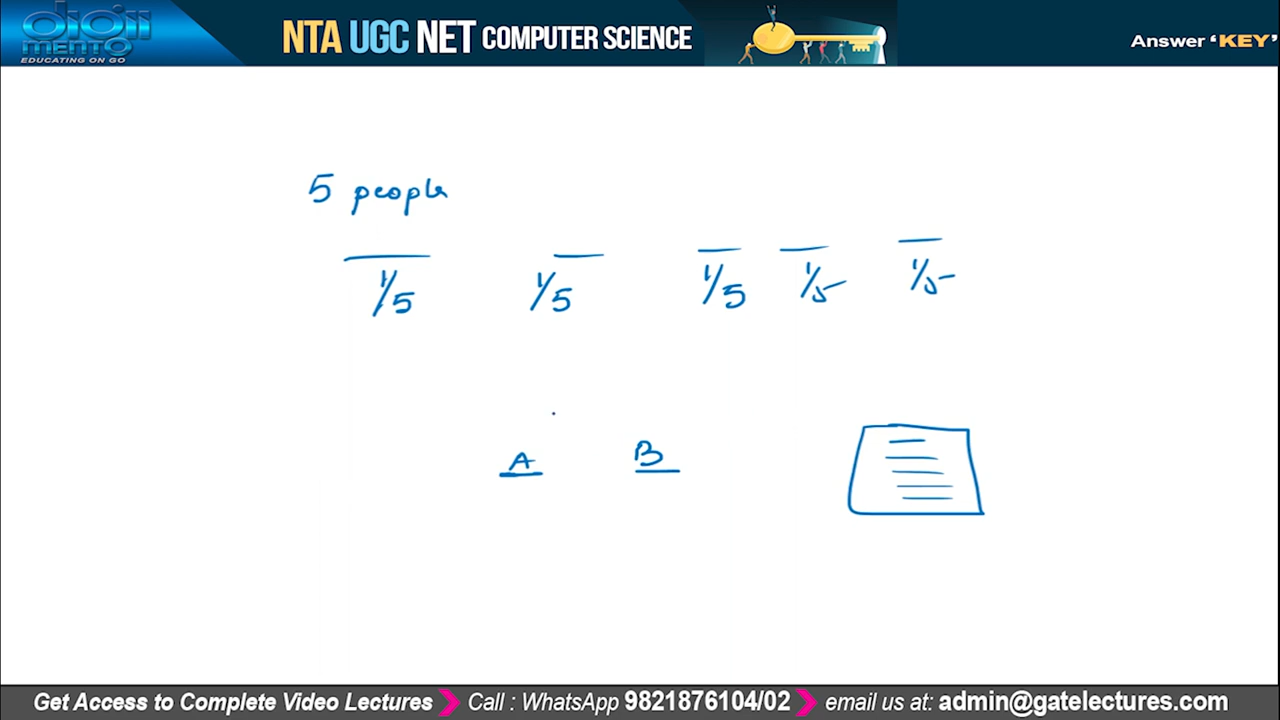 digii
MENTO
EDUCATING ON GO
NTA UGC NET COMPUTER SCIENCE
Answer ‘KEY’
5 people
1/5 1/5 1/5 1/5 1/5
A B
Get Access to Complete Video Lectures Call : WhatsApp 9821876104/02 email us at: admin@gatelectures.com